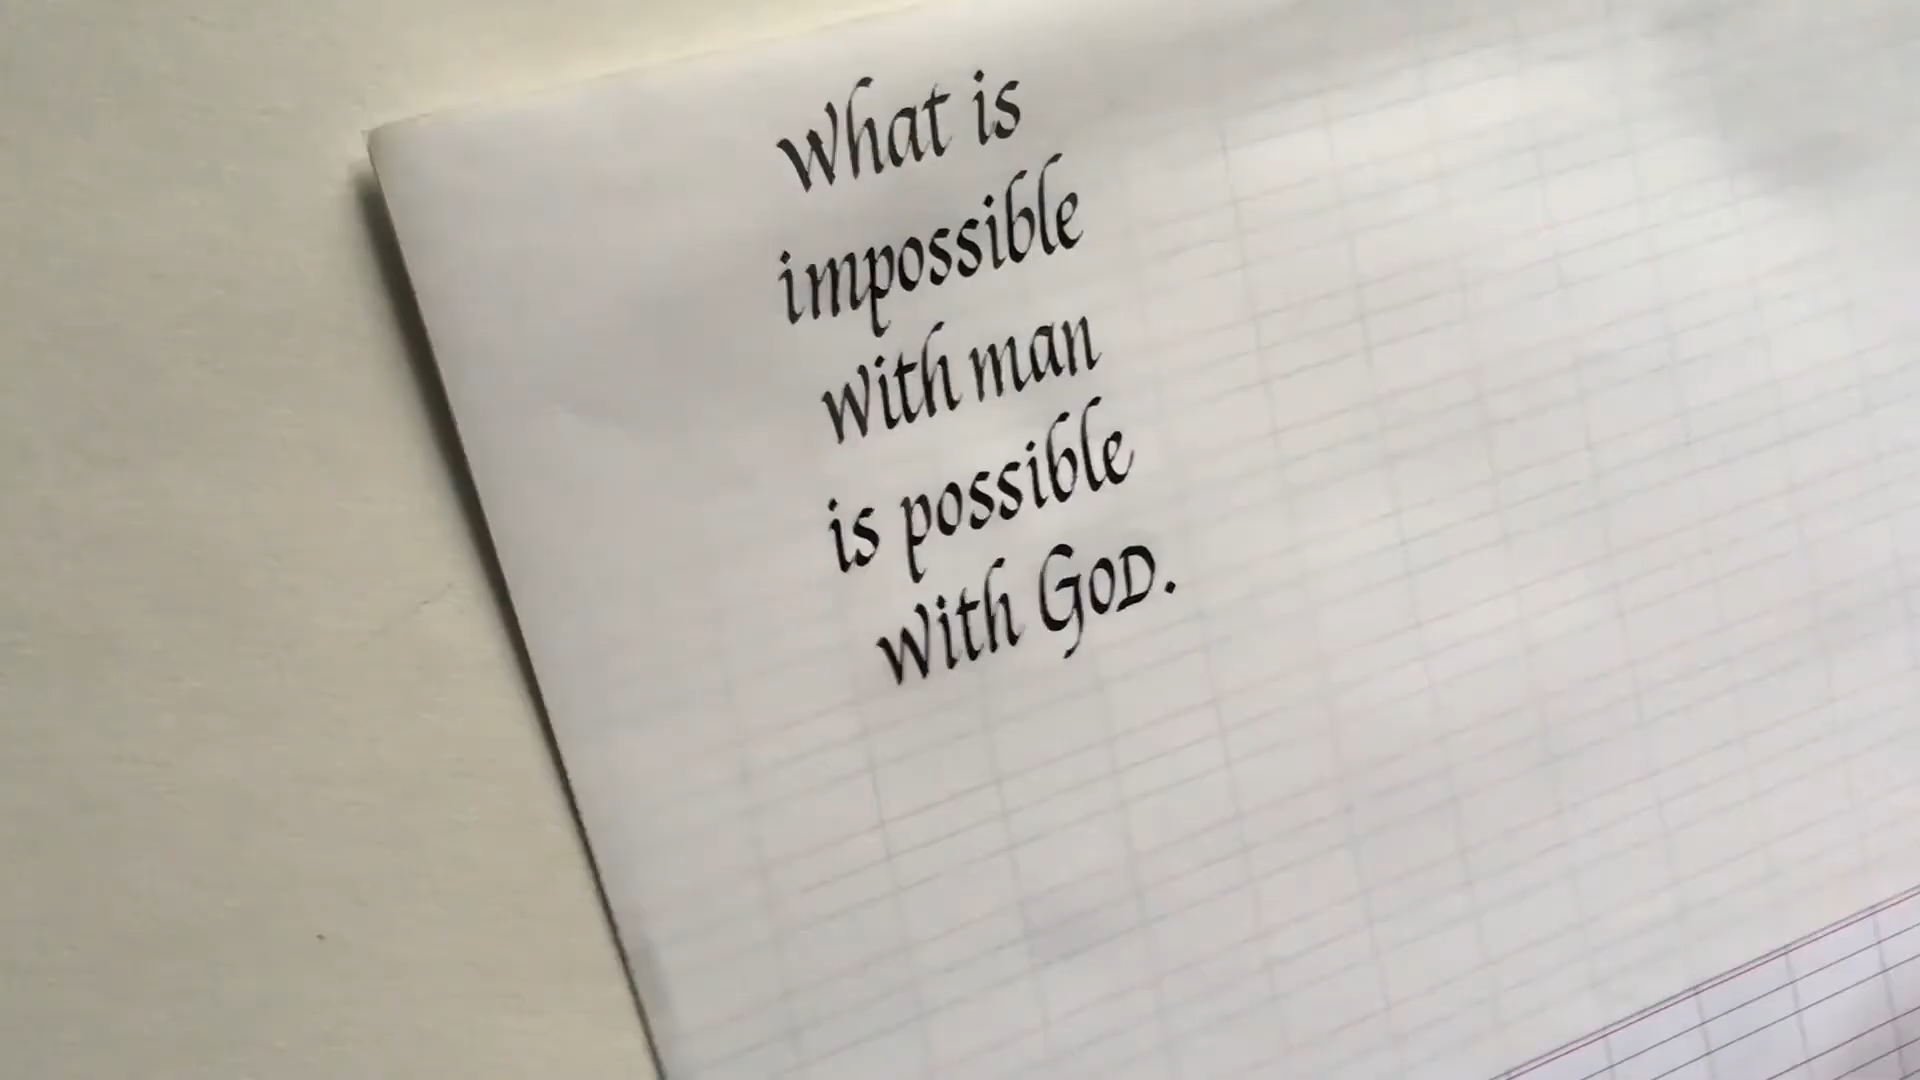 What is
impossible
with man
is possible
with GOD.